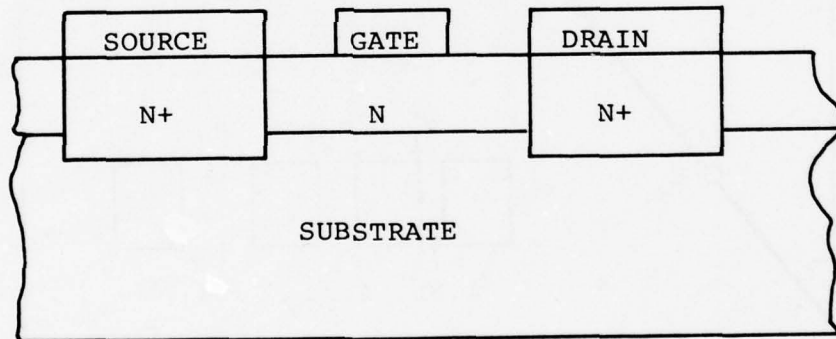 SOURCE GATE DRAIN
N+ N N+
SUBSTRATE